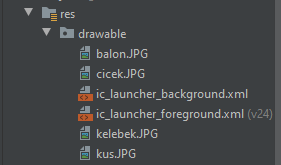 res
drawable
balon.JPG
cicek.JPG
ic_launcher_background.xml
ic_launcher_foreground.xml (v24)
kelebek.JPG
kus.JPG